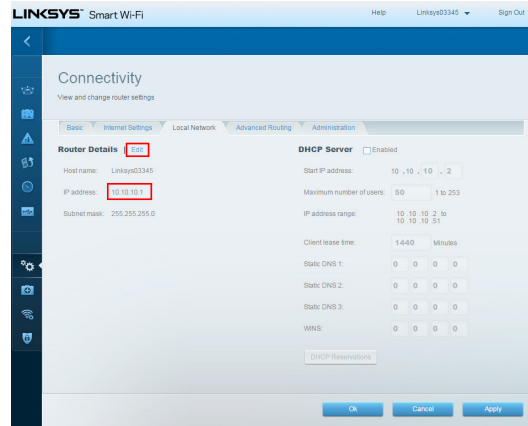 LINKSYS Smart Wi-Fi Help Linksys03345 Sign Out
Connectivity
View and change router settings
Basic Internet Settings Local Network Advanced Routing Administration
Router Details | Edit
Host name: Linksys03345
IP address: 10.10.10.1
Subnet mask: 255.255.255.0
DHCP Server Enabled
Start IP address: 10 . 10 . 10 . 2
Maximum number of users: 50 1 to 253
IP address range: 10 .10 .10 .2 to
10 .10 .10 .51
Client lease time: 1440 Minutes
Static DNS 1: 0 0 0 0
Static DNS 2: 0 0 0 0
Static DNS 3: 0 0 0 0
WINS: 0 0 0 0
DHCP Reservations
Ok Cancel Apply